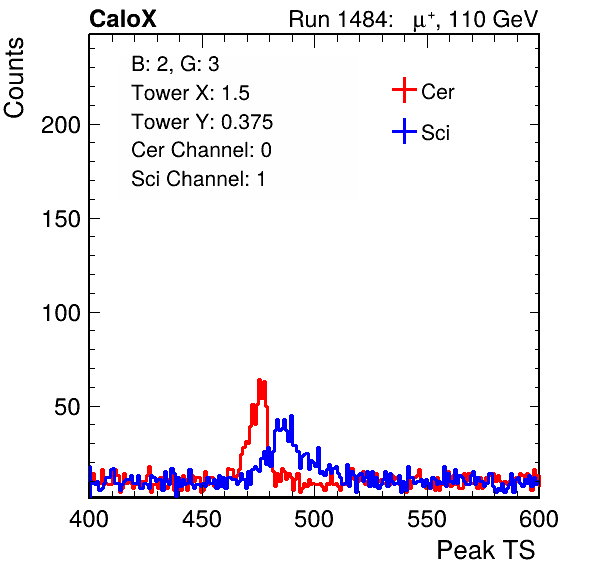 CaloX Run 1484: μ⁺, 110 GeV
Counts
B: 2, G: 3
Tower X: 1.5
Tower Y: 0.375
Cer Channel: 0
Sci Channel: 1
Cer
Sci
200
150
100
50
400 450 500 550 600
Peak TS